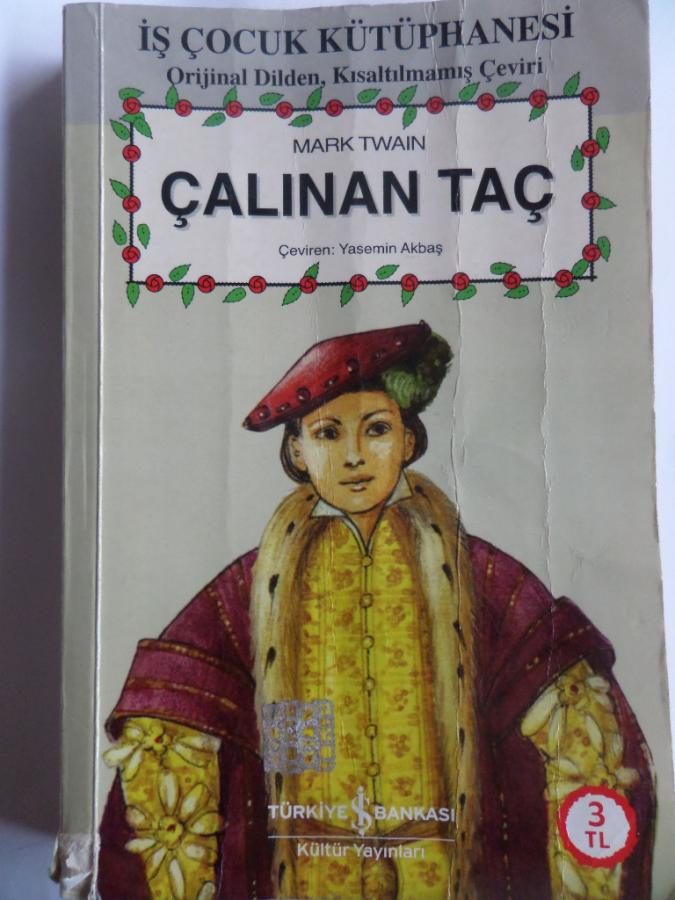 İŞ ÇOCUK KÜTÜPHANESİ
Orijinal Dilden, Kısaltılmamış Çeviri
MARK TWAIN
ÇALINAN TAÇ
Çeviren: Yasemin Akbaş
TÜRKİYE İŞ BANKASI
Kültür Yayınları
3
TL